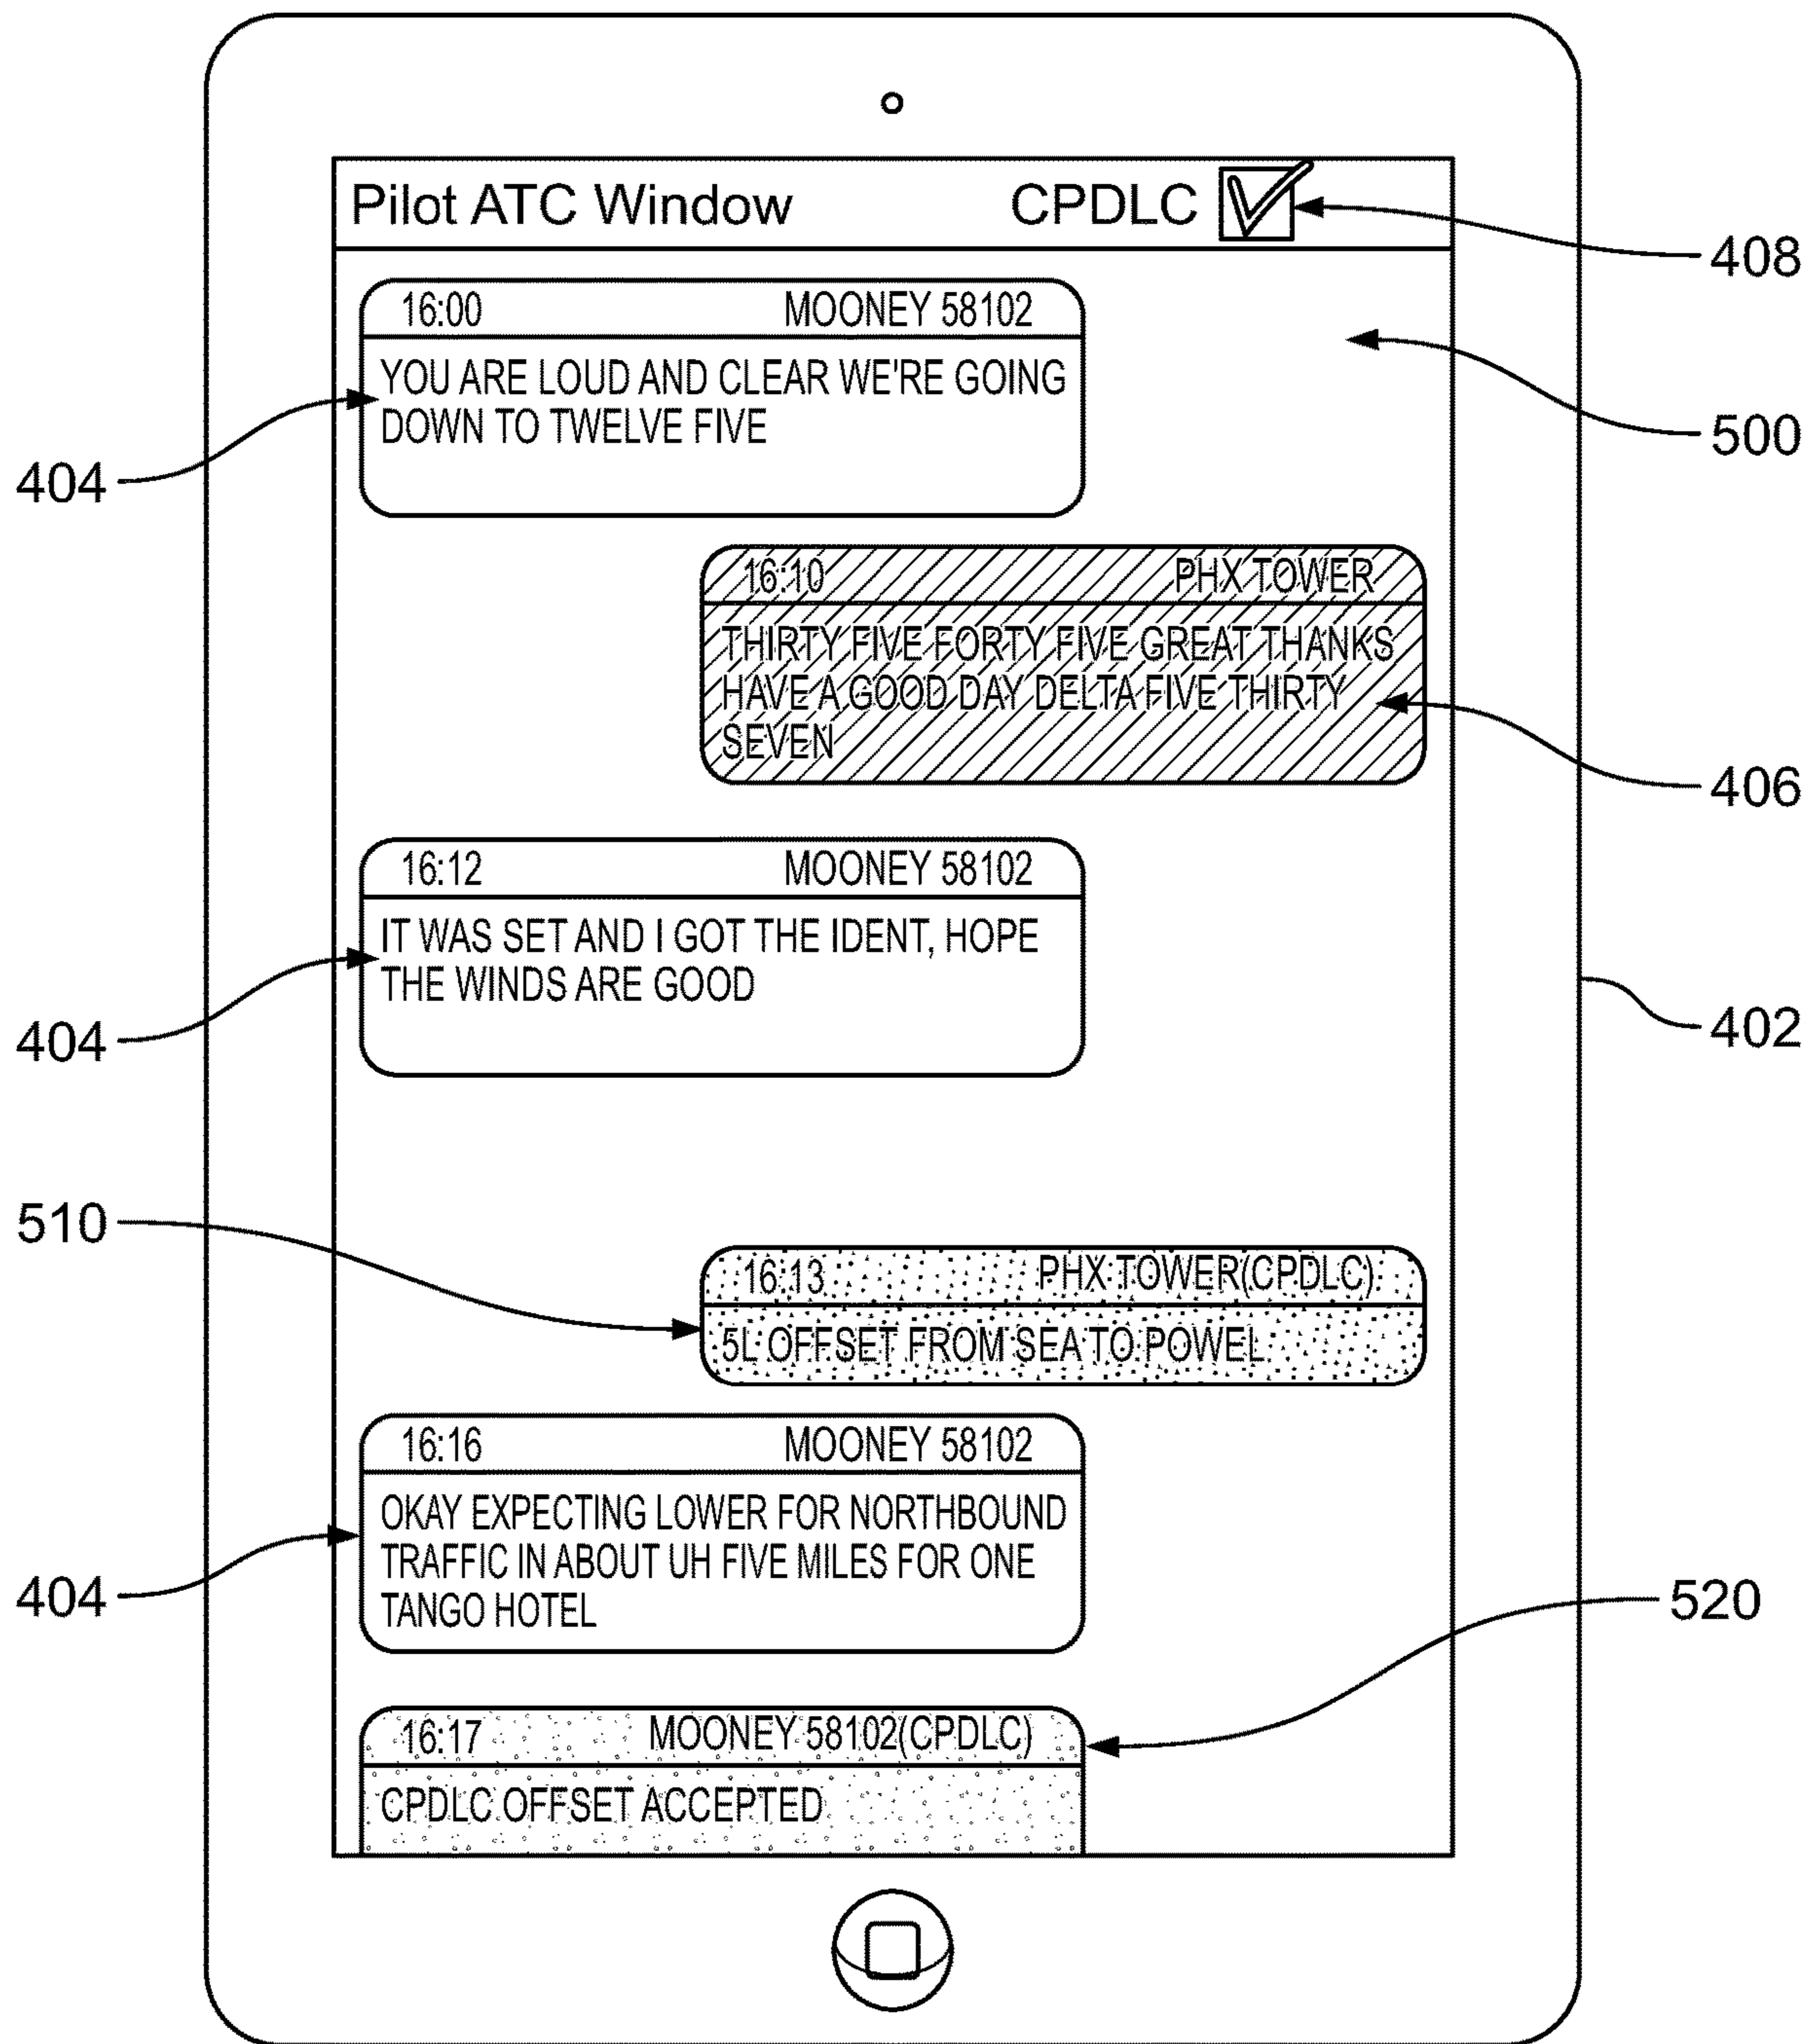 Pilot ATC Window CPDLC
408
16:00 MOONEY 58102
YOU ARE LOUD AND CLEAR WE'RE GOING
DOWN TO TWELVE FIVE
500
404
16:10 PHX TOWER
THIRTY FIVE FORTY FIVE GREAT THANKS
HAVE A GOOD DAY DELTA FIVE THIRTY
SEVEN
406
16:12 MOONEY 58102
IT WAS SET AND I GOT THE IDENT, HOPE
THE WINDS ARE GOOD
404
402
510
16:13 PHX TOWER(CPDLC)
5L OFFSET FROM SEA TO POWEL
16:16 MOONEY 58102
OKAY EXPECTING LOWER FOR NORTHBOUND
TRAFFIC IN ABOUT UH FIVE MILES FOR ONE
TANGO HOTEL
404
520
16:17 MOONEY 58102(CPDLC)
CPDLC OFFSET ACCEPTED